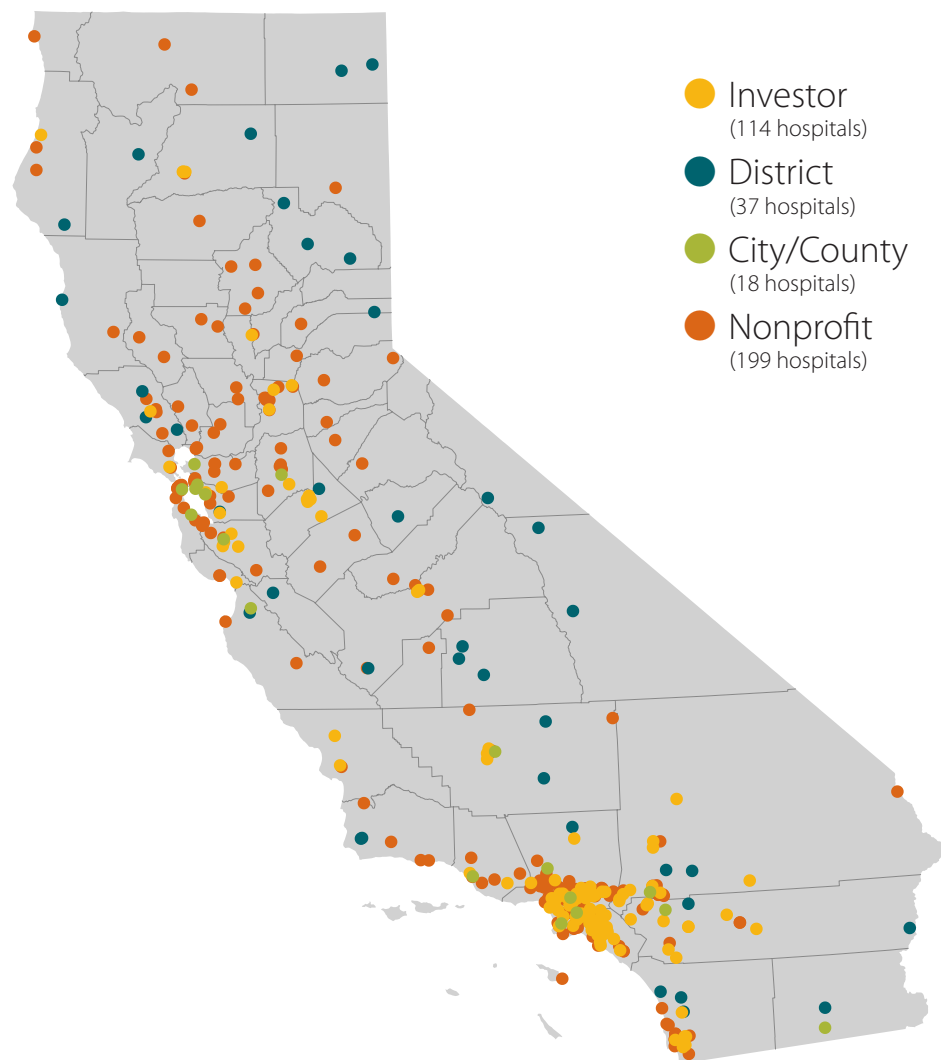 Investor
(114 hospitals)
District
(37 hospitals)
City/County
(18 hospitals)
Nonprofit
(199 hospitals)